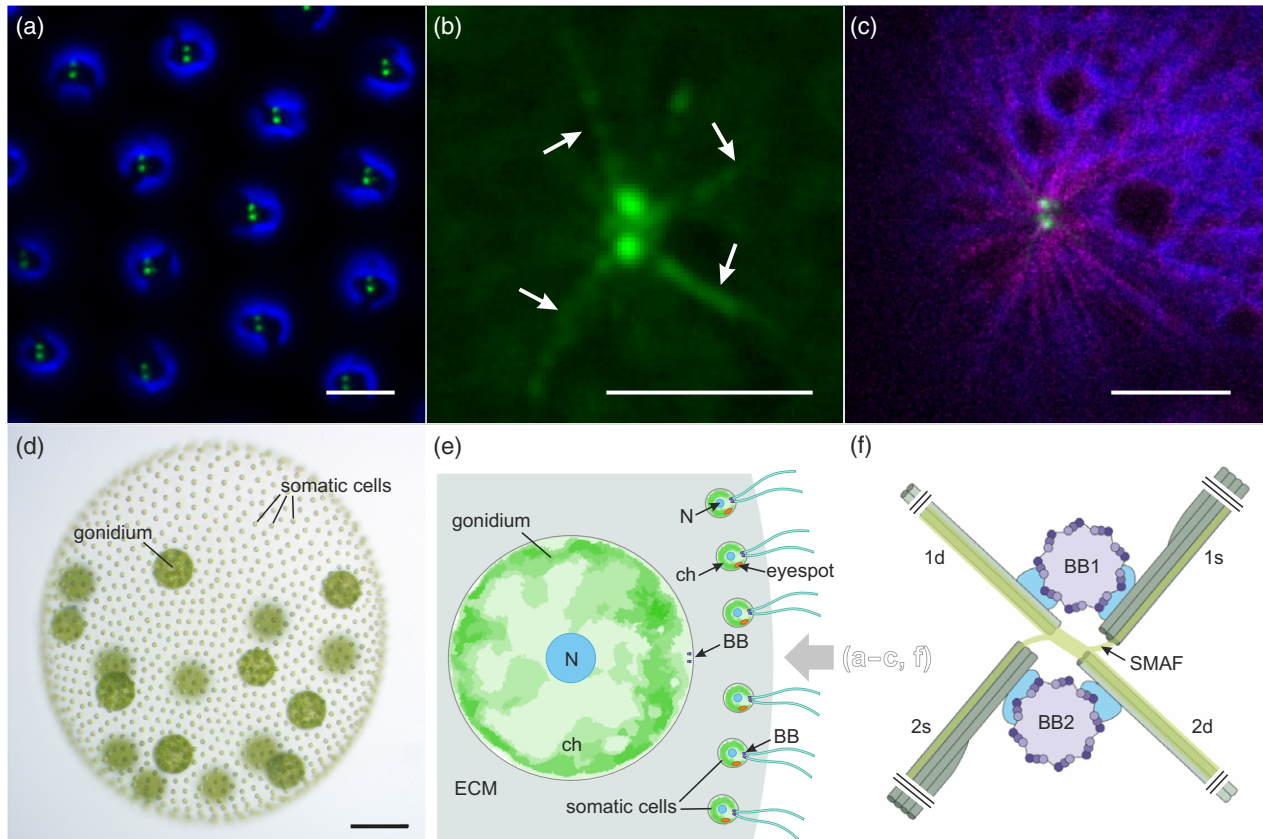 (a)
(b)
(c)
(d)
somatic cells
gonidium
(e)
gonidium
N
ch
eyespot
N
BB
(a–c, f)
ch
BB
ECM
somatic cells
(f)
1d
BB1
1s
SMAF
2s
BB2
2d